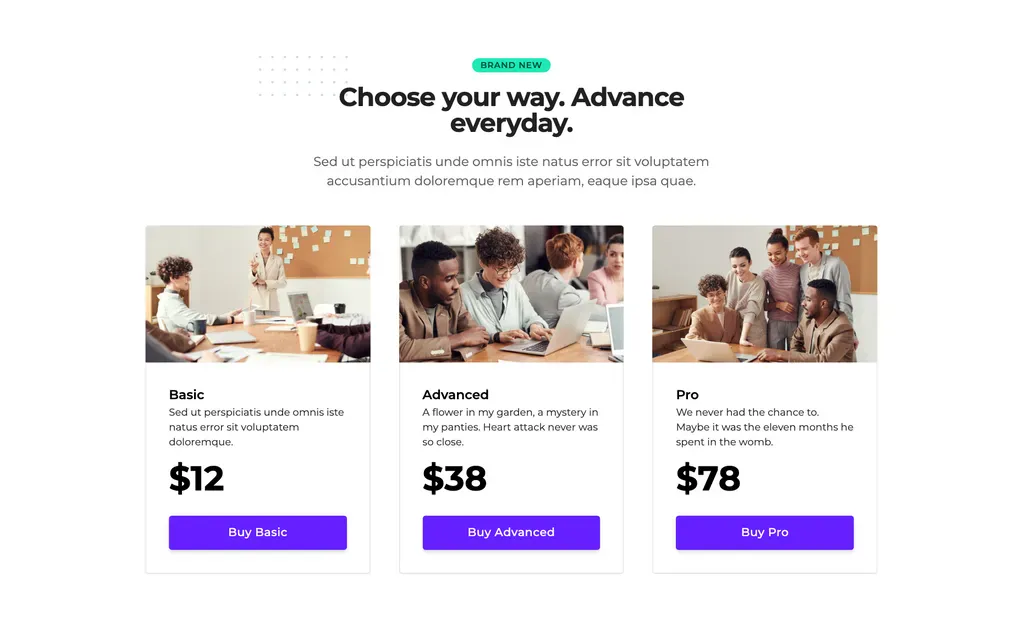 BRAND NEW
Choose your way. Advance
everyday.
Sed ut perspiciatis unde omnis iste natus error sit voluptatem
accusantium doloremque rem aperiam, eaque ipsa quae.
Basic
Sed ut perspiciatis unde omnis iste
natus error sit voluptatem
doloremque.
$12
Buy Basic
Advanced
A flower in my garden, a mystery in
my panties. Heart attack never was
so close.
$38
Buy Advanced
Pro
We never had the chance to.
Maybe it was the eleven months he
spent in the womb.
$78
Buy Pro